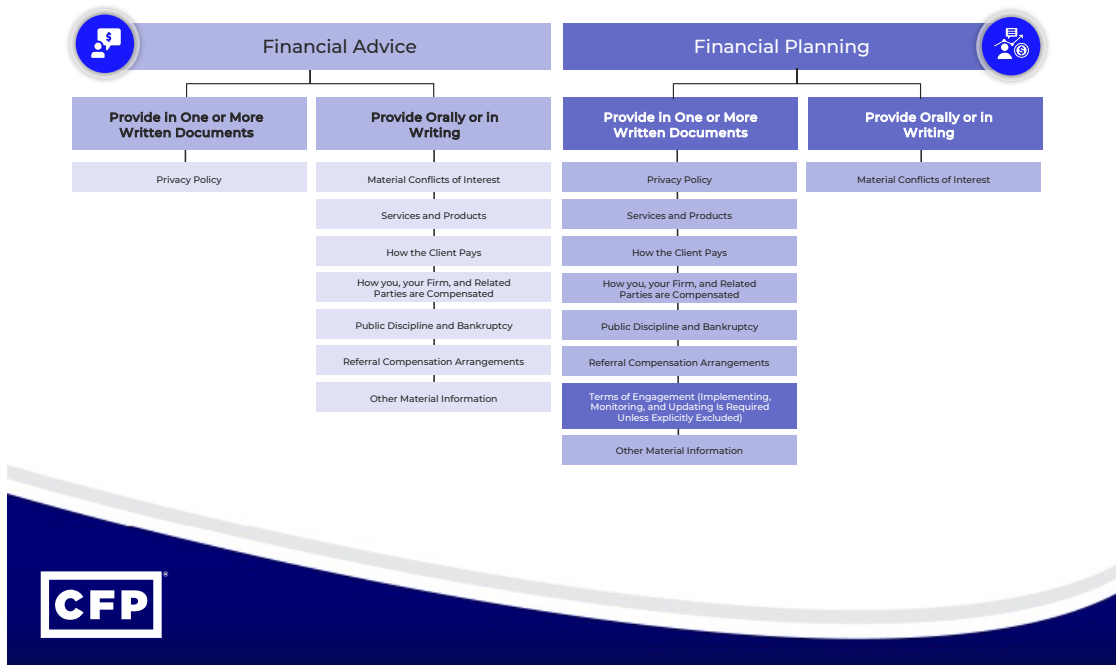 Financial Advice
Financial Planning
Provide in One or More
Written Documents
Provide Orally or in
Writing
Provide in One or More
Written Documents
Provide Orally or in
Writing
Privacy Policy
Material Conflicts of Interest
Services and Products
How the Client Pays
How you, your Firm, and Related
Parties are Compensated
Public Discipline and Bankruptcy
Referral Compensation Arrangements
Other Material Information
Privacy Policy
Services and Products
How the Client Pays
How you, your Firm, and Related
Parties are Compensated
Public Discipline and Bankruptcy
Referral Compensation Arrangements
Terms of Engagement (Implementing,
Monitoring, and Updating Is Required
Unless Explicitly Excluded)
Other Material Information
Material Conflicts of Interest
CFP®